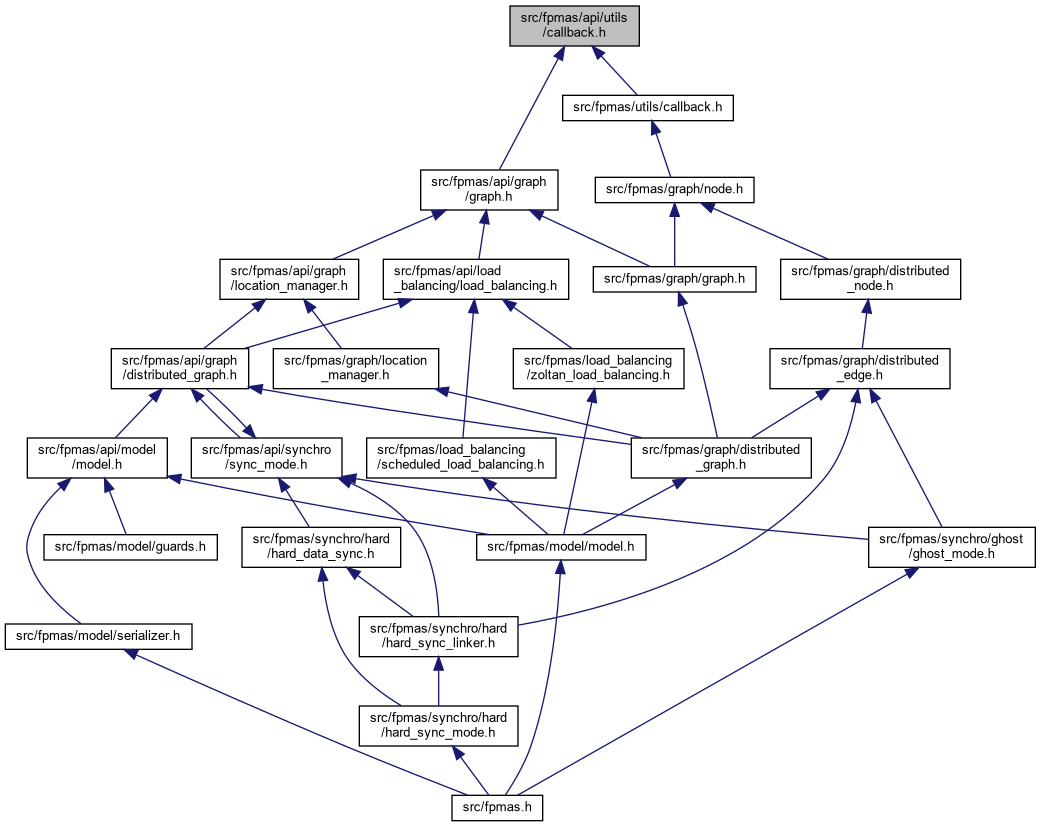 src/fpmas/api/utils
/callback.h
src/fpmas/utils/callback.h
src/fpmas/api/graph
/graph.h
src/fpmas/graph/node.h
src/fpmas/api/graph
/location_manager.h
src/fpmas/api/load
_balancing/load_balancing.h
src/fpmas/graph/graph.h
src/fpmas/graph/distributed
_node.h
src/fpmas/api/graph
/distributed_graph.h
src/fpmas/graph/location
_manager.h
src/fpmas/load_balancing
/zoltan_load_balancing.h
src/fpmas/graph/distributed
_edge.h
src/fpmas/api/model
/model.h
src/fpmas/api/synchro
/sync_mode.h
src/fpmas/load_balancing
/scheduled_load_balancing.h
src/fpmas/graph/distributed
_graph.h
src/fpmas/model/guards.h
src/fpmas/synchro/hard
/hard_data_sync.h
src/fpmas/model/model.h
src/fpmas/synchro/ghost
/ghost_mode.h
src/fpmas/model/serializer.h
src/fpmas/synchro/hard
/hard_sync_linker.h
src/fpmas/synchro/hard
/hard_sync_mode.h
src/fpmas.h